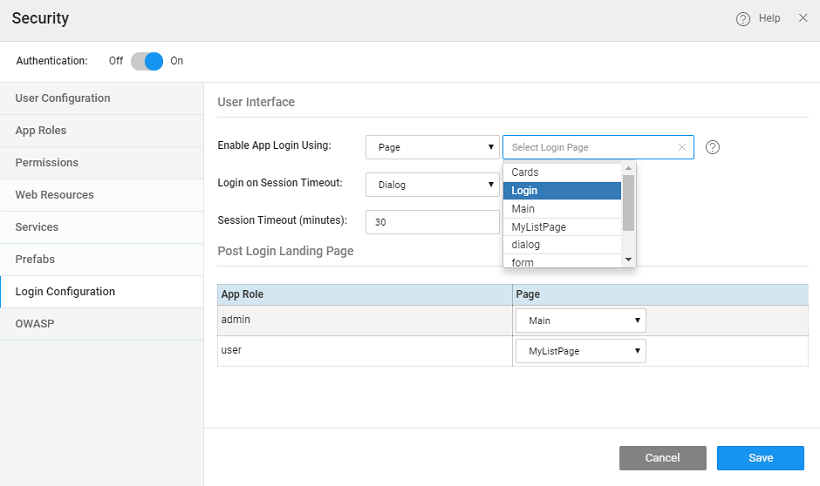 Security
Help
Authentication: Off On
User Configuration
App Roles
Permissions
Web Resources
Services
Prefabs
Login Configuration
OWASP
User Interface
Enable App Login Using: Page Select Login Page
Cards
Login
Main
MyListPage
dialog
form
Login on Session Timeout: Dialog
Session Timeout (minutes): 30
Post Login Landing Page
App Role Page
admin Main
user MyListPage
Cancel Save